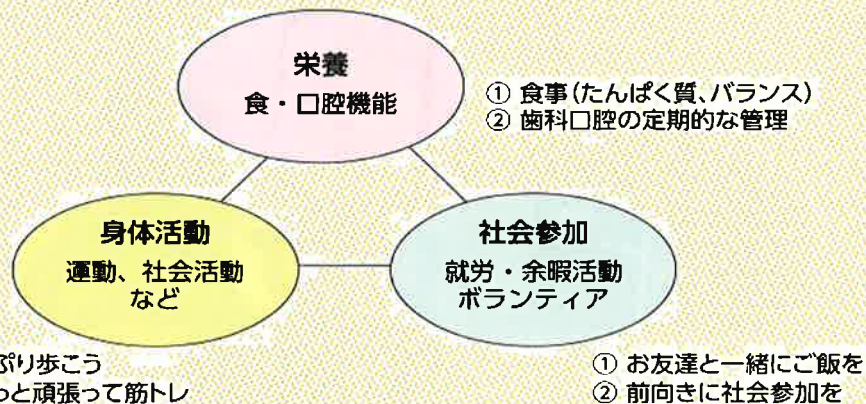 栄養
食・口腔機能
① 食事(たんぱく質、バランス)
② 歯科口腔の定期的な管理
身体活動
運動、社会活動
など
社会参加
就労・余暇活動
ボランティア
ぷり歩こう
っと頑張って筋トレ
① お友達と一緒にご飯を
② 前向きに社会参加を